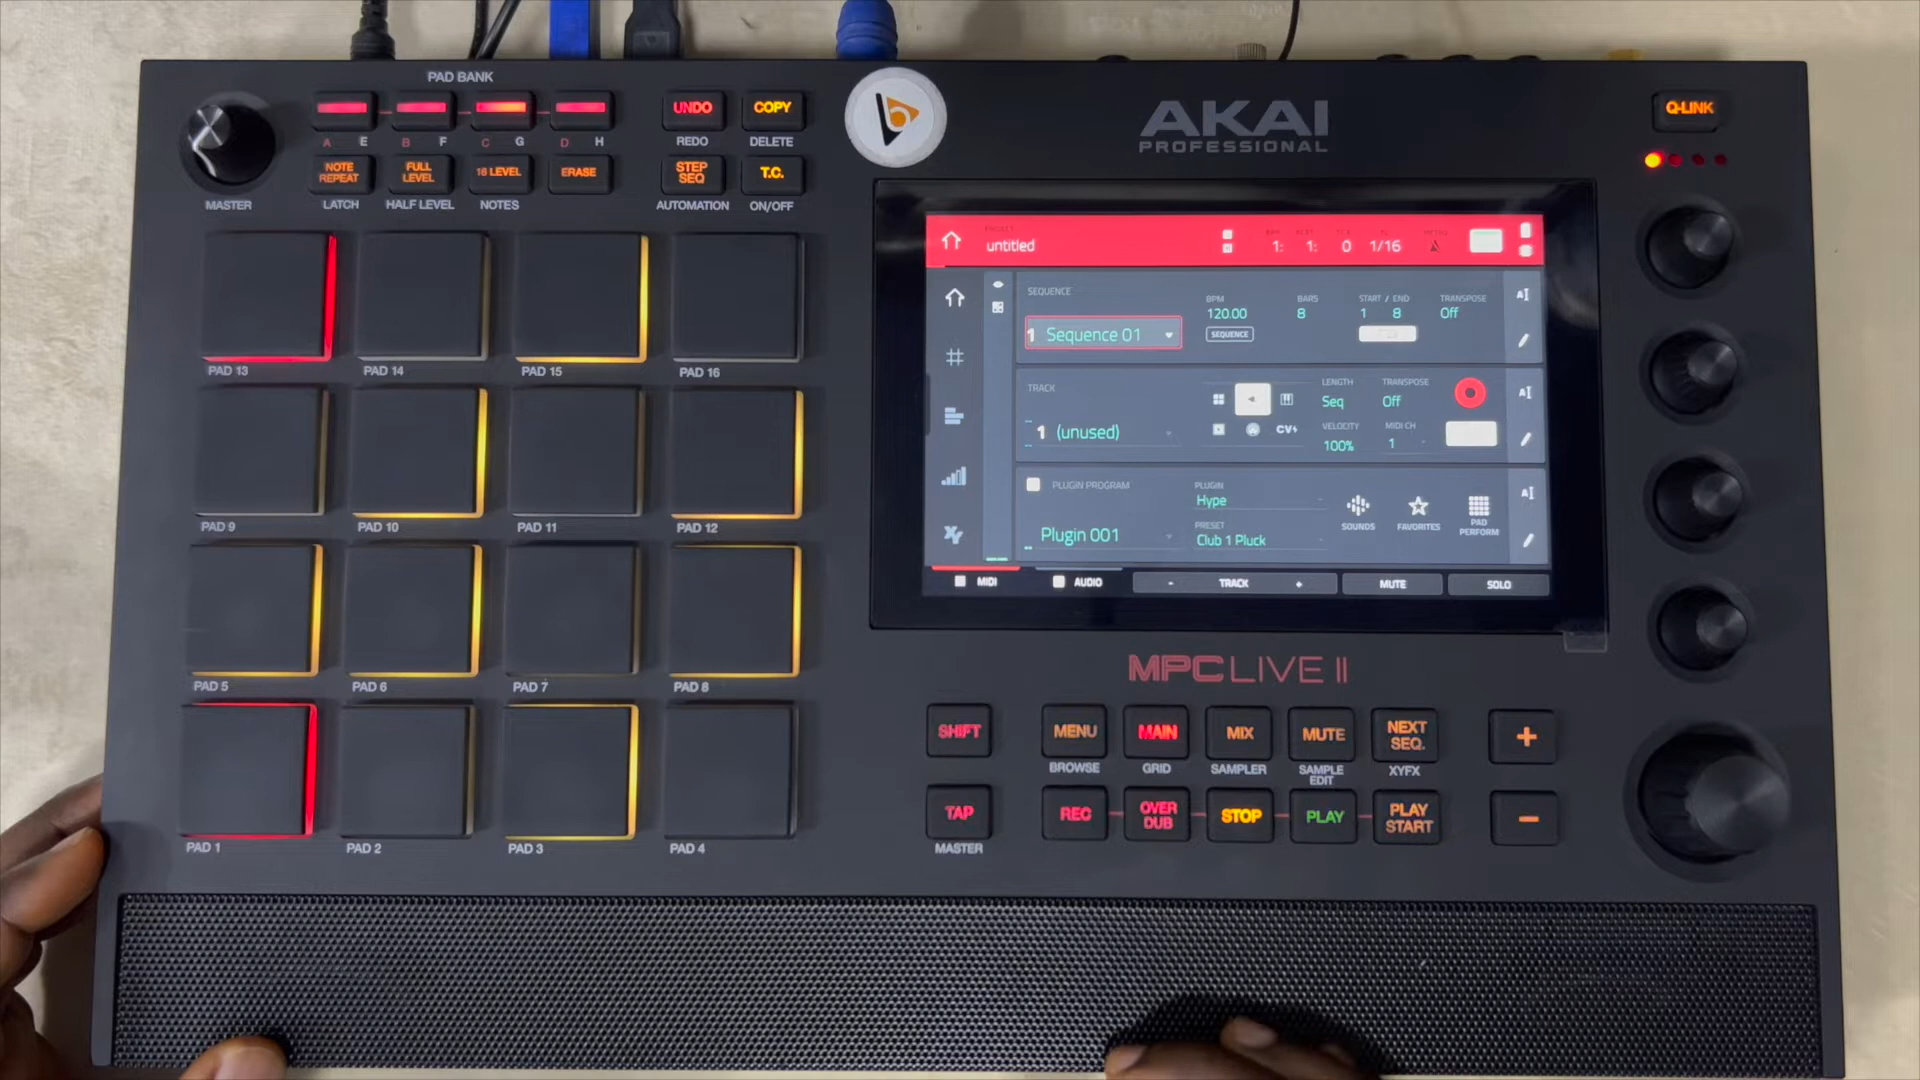 PAD BANK
UNDO
COPY
A E
B F
C G
D H
REDO
DELETE
NOTE REPEAT
FULL LEVEL
16 LEVEL
ERASE
STEP SEQ
T.C.
MASTER
LATCH
HALF LEVEL
NOTES
AUTOMATION
ON/OFF
AKAI
PROFESSIONAL
Q-LINK
untitled
1: 1: 0 1/16
SEQUENCE
1 Sequence 01
BPM
120.00
SEQUENCE
BARS
8
START / END
1 8
TRANSPOSE
Off
TRACK
1 (unused)
CV
LENGTH
Seq
TRANSPOSE
Off
VELOCITY
100%
MIDI CH
1
PLUGIN PROGRAM
Plugin 001
PLUGIN
Hype
PRESET
Club 1 Pluck
SOUNDS
FAVORITES
PAD PERFORM
XY
MIDI
AUDIO
- TRACK +
MUTE
SOLO
PAD 13
PAD 14
PAD 15
PAD 16
PAD 9
PAD 10
PAD 11
PAD 12
PAD 5
PAD 6
PAD 7
PAD 8
PAD 1
PAD 2
PAD 3
PAD 4
MPC LIVE II
SHIFT
MENU
MAIN
MIX
MUTE
NEXT SEQ.
+
BROWSE
GRID
SAMPLER
SAMPLE EDIT
XYFX
TAP
REC
OVER DUB
STOP
PLAY
PLAY START
-
MASTER